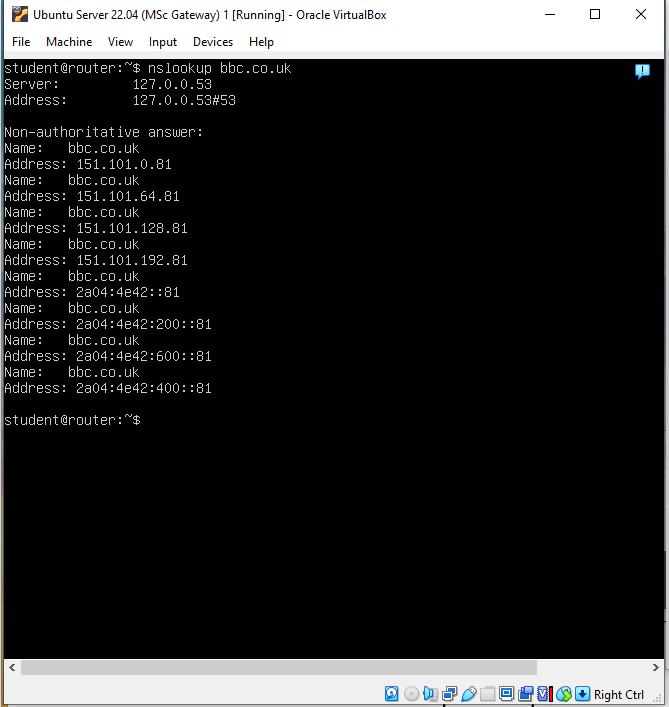 Ubuntu Server 22.04 (MSc Gateway) 1 [Running] - Oracle VirtualBox
File Machine View Input Devices Help
student@router:~$ nslookup bbc.co.uk
Server:         127.0.0.53
Address:        127.0.0.53#53
Non-authoritative answer:
Name:   bbc.co.uk
Address: 151.101.0.81
Name:   bbc.co.uk
Address: 151.101.64.81
Name:   bbc.co.uk
Address: 151.101.128.81
Name:   bbc.co.uk
Address: 151.101.192.81
Name:   bbc.co.uk
Address: 2a04:4e42::81
Name:   bbc.co.uk
Address: 2a04:4e42:200::81
Name:   bbc.co.uk
Address: 2a04:4e42:600::81
Name:   bbc.co.uk
Address: 2a04:4e42:400::81
student@router:~$
Right Ctrl